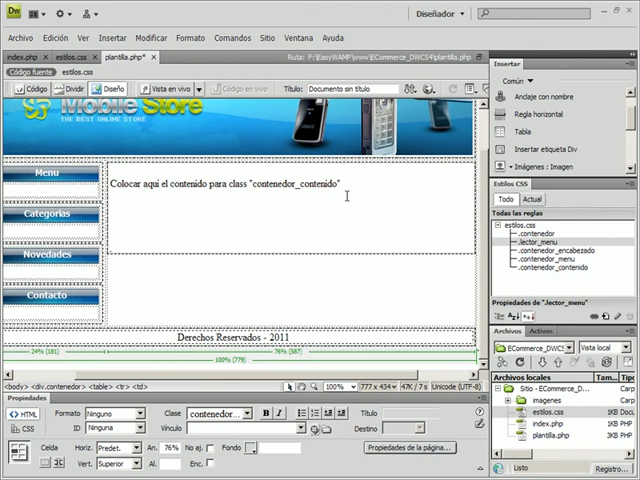 Dw
Diseñador
Archivo Edición Ver Insertar Modificar Formato Comandos Sitio Ventana Ayuda
index.php estilos.css plantilla.php*
Ruta: F:\EasyWAMP\www\ECommerce_DWCS4\plantilla.php
Código fuente estilos.css
Código Dividir Diseño Vista en vivo Código en vivo Título: Documento sin título
Mobile Store
THE BEST ONLINE STORE
Menu
Categorias
Novedades
Contacto
Colocar aqui el contenido para class "contenedor_contenido"
Derechos Reservados - 2011
24% (181) 76% (587)
100% (779)
<body> <div.contenedor> <table> <tr> <td>
100% 777 x 434 47K / 7 s Unicode (UTF-8)
Propiedades
HTML
CSS
Formato Ninguno
Clase contenedor...
B I
Título
ID Ninguno
Vínculo
Destino
Celda Horiz. Predet. An. 76% No aj. Fondo
Vert. Superior Al. Enc.
Propiedades de la página...
Insertar
Común
Anclaje con nombre
Regla horizontal
Tabla
Insertar etiqueta Div
Imágenes : Imagen
Estilos CSS
Todo Actual
Todas las reglas
estilos.css
.contenedor
.lector_menu
.contenedor_encabezado
.contenedor_menu
.contenedor_contenido
Propiedades de ".lector_menu"
Archivos Activos
ECommerce_DWCS Vista local
Archivos locales Tam... T
Sitio - ECommerce_DW... Carp
imagenes Carp
estilos.css 1KB Doc.
index.php 1KB PHP
plantilla.php 3KB PHP
Listo Registro...